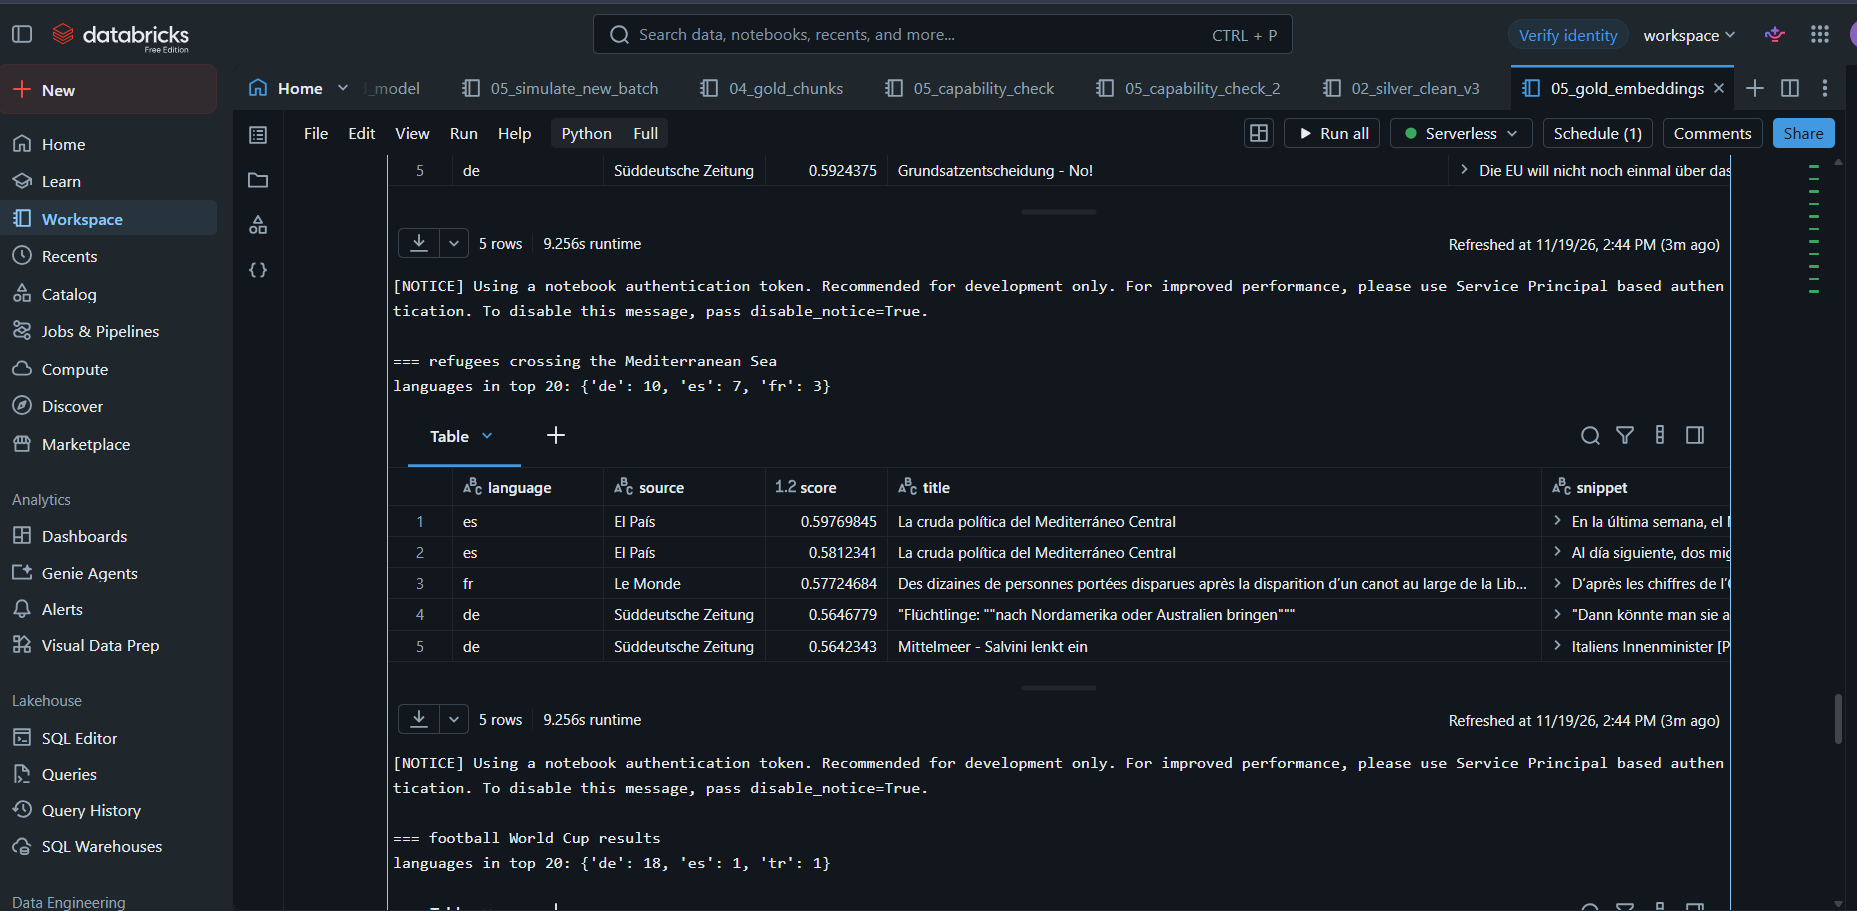 databricks
Free Edition
Search data, notebooks, recents, and more...
CTRL + P
Verify identity
workspace
New
Home
Learn
Workspace
Recents
Catalog
Jobs & Pipelines
Compute
Discover
Marketplace
Analytics
Dashboards
Genie Agents
Alerts
Visual Data Prep
Lakehouse
SQL Editor
Queries
Query History
SQL Warehouses
Data Engineering
Home
_model
05_simulate_new_batch
04_gold_chunks
05_capability_check
05_capability_check_2
02_silver_clean_v3
05_gold_embeddings
File Edit View Run Help Python Full
Run all
Serverless
Schedule (1)
Comments
Share
5 de Süddeutsche Zeitung 0.5924375 Grundsatzentscheidung - No! Die EU will nicht noch einmal über das
5 rows 9.256s runtime Refreshed at 11/19/26, 2:44 PM (3m ago)
[NOTICE] Using a notebook authentication token. Recommended for development only. For improved performance, please use Service Principal based authen
tication. To disable this message, pass disable_notice=True.
=== refugees crossing the Mediterranean Sea
languages in top 20: {'de': 10, 'es': 7, 'fr': 3}
Table
language source 1.2 score title snippet
1 es El País 0.59769845 La cruda política del Mediterráneo Central En la última semana, el
2 es El País 0.5812341 La cruda política del Mediterráneo Central Al día siguiente, dos mig
3 fr Le Monde 0.57724684 Des dizaines de personnes portées disparues après la disparition d’un canot au large de la Lib... D’après les chiffres de l’
4 de Süddeutsche Zeitung 0.5646779 "Flüchtlinge: ""nach Nordamerika oder Australien bringen""" "Dann könnte man sie a
5 de Süddeutsche Zeitung 0.5642343 Mittelmeer - Salvini lenkt ein Italiens Innenminister [P
5 rows 9.256s runtime Refreshed at 11/19/26, 2:44 PM (3m ago)
[NOTICE] Using a notebook authentication token. Recommended for development only. For improved performance, please use Service Principal based authen
tication. To disable this message, pass disable_notice=True.
=== football World Cup results
languages in top 20: {'de': 18, 'es': 1, 'tr': 1}